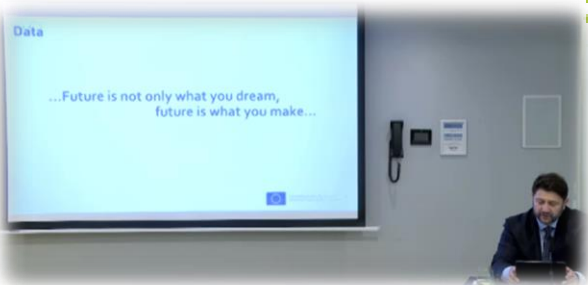 Data
...Future is not only what you dream,
future is what you make...